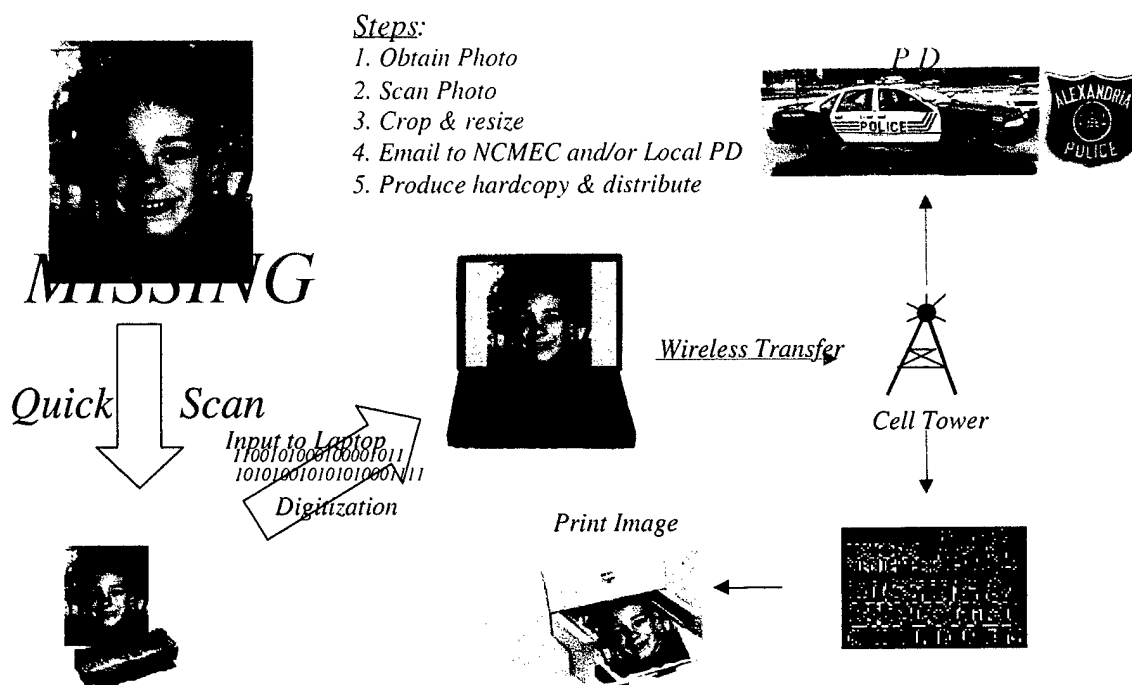 Steps:
1. Obtain Photo
2. Scan Photo
3. Crop & resize
4. Email to NCMEC and/or Local PD
5. Produce hardcopy & distribute
P D
POLICE
ALEXANDRIA
POLICE
MISSING
Quick Scan
Wireless Transfer
Cell Tower
Input to Laptop
Digitization
Print Image